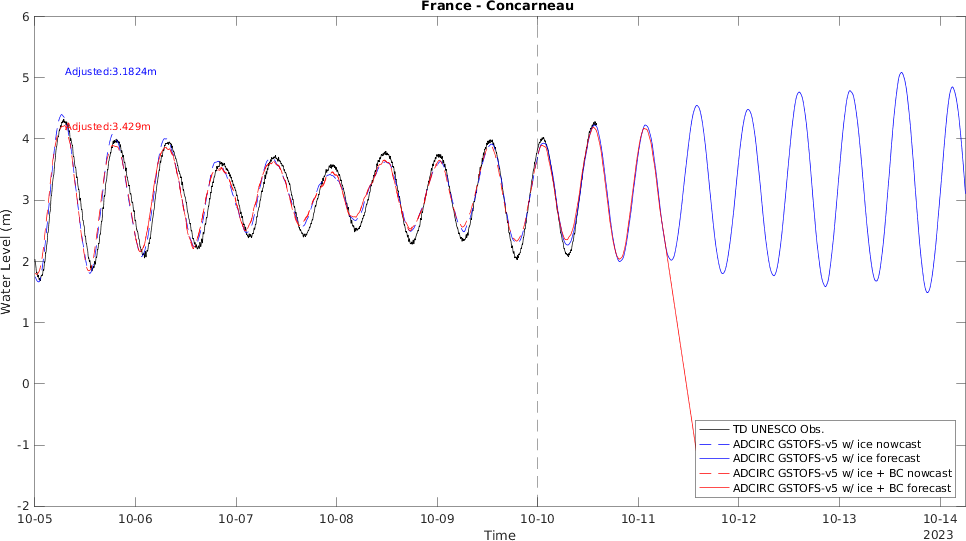 France - Concarneau
6
5
4
3
2
1
0
-1
-2
Water Level (m)
Adjusted:3.1824m
Adjusted:3.429m
TD UNESCO Obs.
ADCIRC GSTOFS-v5 w/ ice nowcast
ADCIRC GSTOFS-v5 w/ ice forecast
ADCIRC GSTOFS-v5 w/ ice + BC nowcast
ADCIRC GSTOFS-v5 w/ ice + BC forecast
10-05 10-06 10-07 10-08 10-09 10-10 10-11 10-12 10-13 10-14
2023
Time